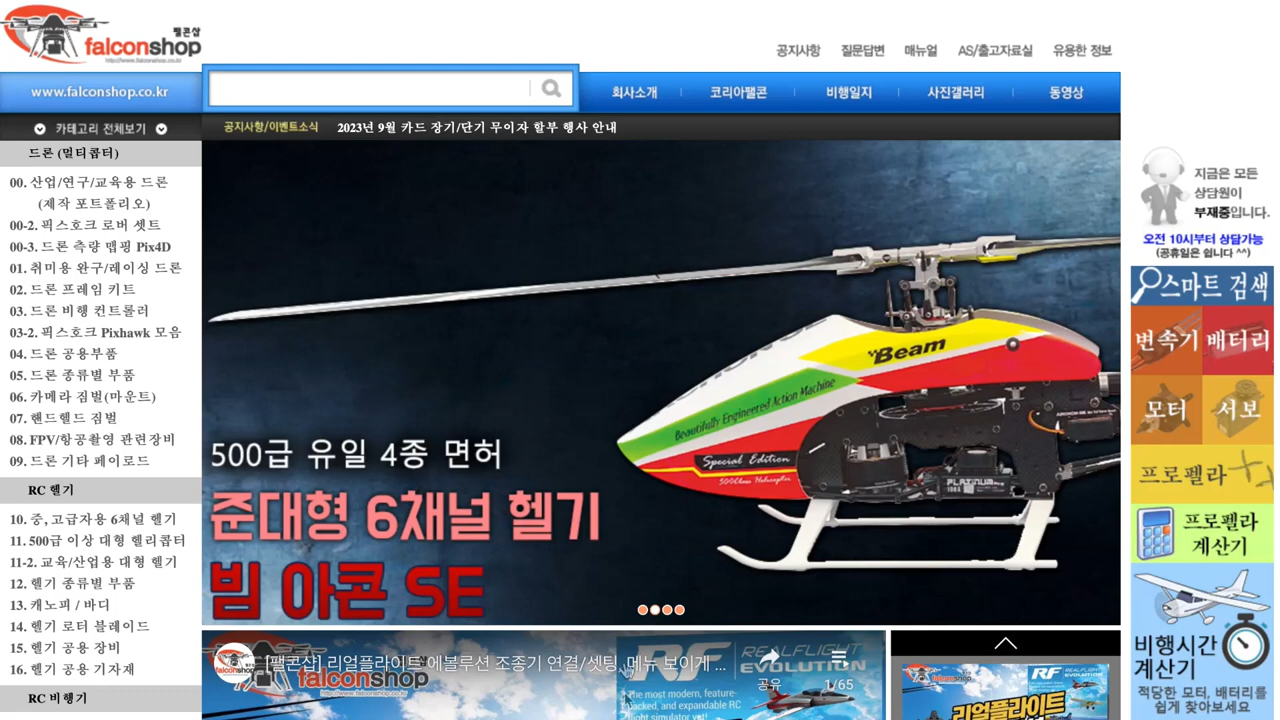 팰콘샵
falconshop
http://www.falconshop.co.kr
공지사항 질문답변 매뉴얼 AS/출고자료실 유용한 정보
www.falconshop.co.kr
회사소개 코리아팰콘 비행일지 사진갤러리 동영상
카테고리 전체보기
공지사항/이벤트소식 2023년 9월 카드 장기/단기 무이자 할부 행사 안내
드론 (멀티콥터)
00. 산업/연구/교육용 드론
(제작 포트폴리오)
00-2. 픽스호크 로버 셋트
00-3. 드론 측량 맵핑 Pix4D
01. 취미용 완구/레이싱 드론
02. 드론 프레임 키트
03. 드론 비행 컨트롤러
03-2. 픽스호크 Pixhawk 모음
04. 드론 공용부품
05. 드론 종류별 부품
06. 카메라 짐벌(마운트)
07. 핸드헬드 짐벌
08. FPV/항공촬영 관련장비
09. 드론 기타 페이로드
RC 헬기
10. 중, 고급자용 6채널 헬기
11. 500급 이상 대형 헬리콥터
11-2. 교육/산업용 대형 헬기
12. 헬기 종류별 부품
13. 캐노피 / 바디
14. 헬기 로터 블레이드
15. 헬기 공용 장비
16. 헬기 공용 기자재
RC 비행기
Beam
Beautifully Engineered Action Machine
Special Edition
500Class Helicopter
PLATINUM
500급 유일 4종 면허
준대형 6채널 헬기
빔 아콘 SE
[팰콘샵] 리얼플라이트 에볼루션 조종기 연결/셋팅, 메뉴 보이게 ...
공유
1/65
falconshop
RF REALFLIGHT
EVOLUTION
The most modern, feature-
packed, and expandable RC
flight simulator yet!
falconshop
RF REALFLIGHT
EVOLUTION
리얼플라이트
지금은 모든
상담원이
부재중입니다.
오전 10시부터 상담가능
(공휴일은 쉽니다 ^^)
스마트 검색
변속기 배터리
모터 서보
프로펠라
프로펠라
계산기
비행시간
계산기
적당한 모터, 배터리를
쉽게 찾아보세요